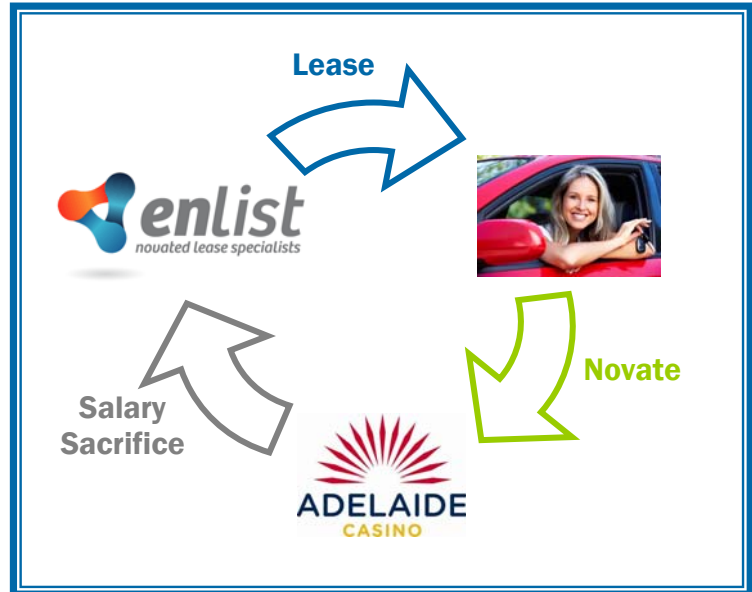 Lease
enlist
novated lease specialists
Novate
Salary
Sacrifice
ADELAIDE
CASINO